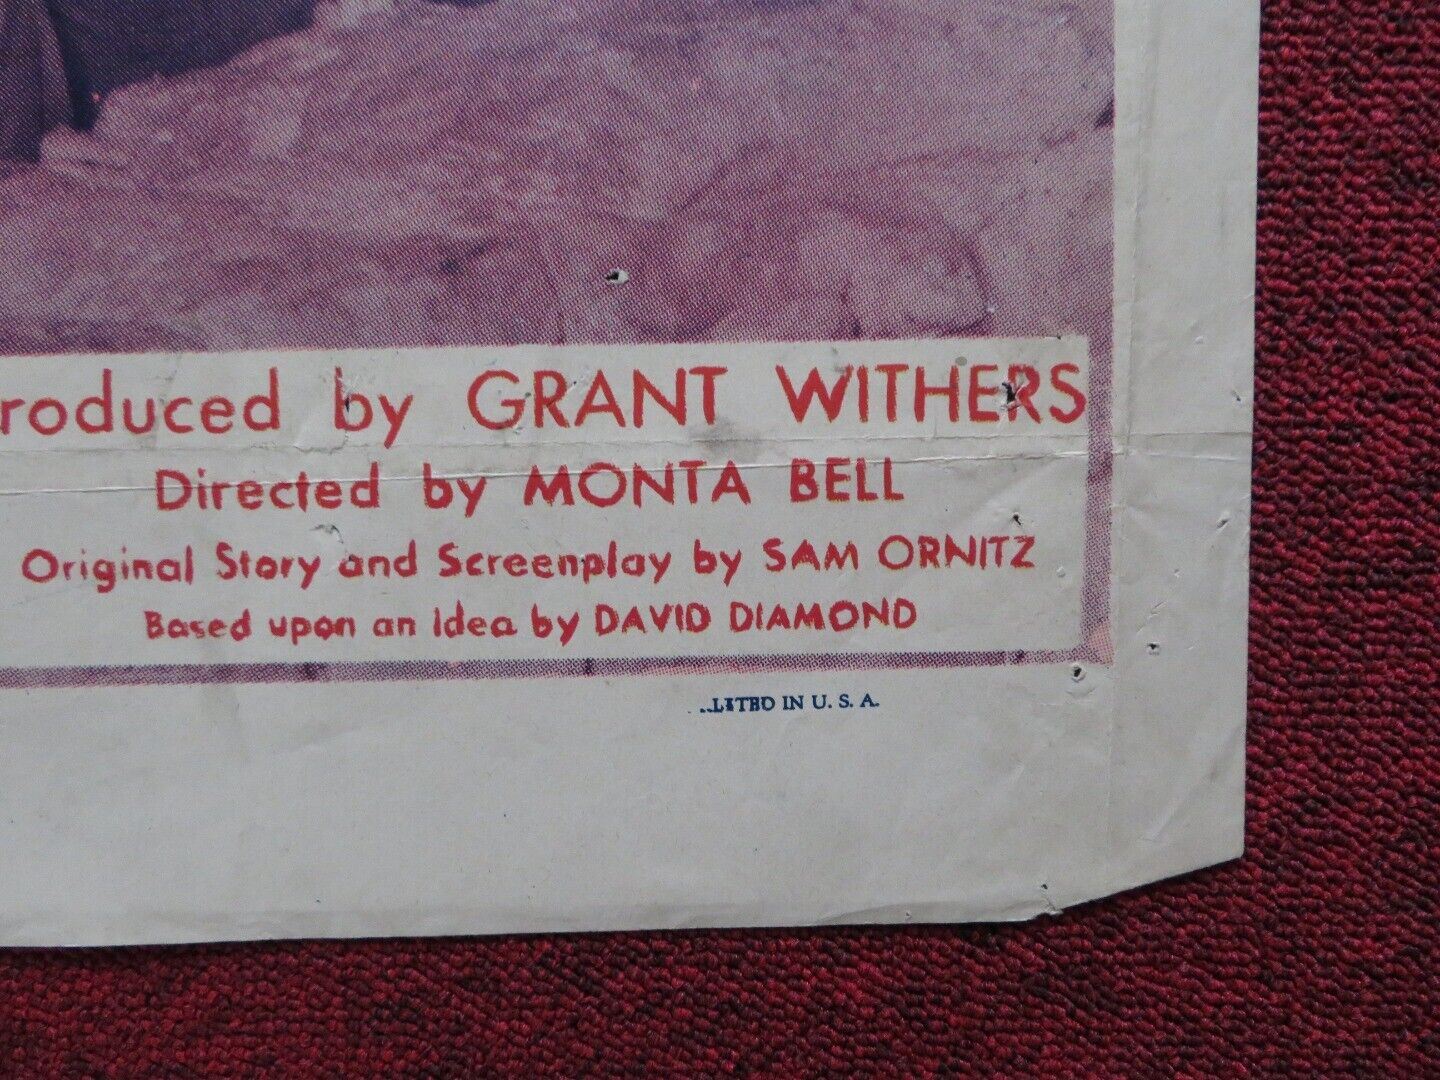 roduced by GRANT WITHERS
Directed by MONTA BELL
Original Story and Screenplay by SAM ORNITZ
Based upon an idea by DAVID DIAMOND
IN U. S. A.